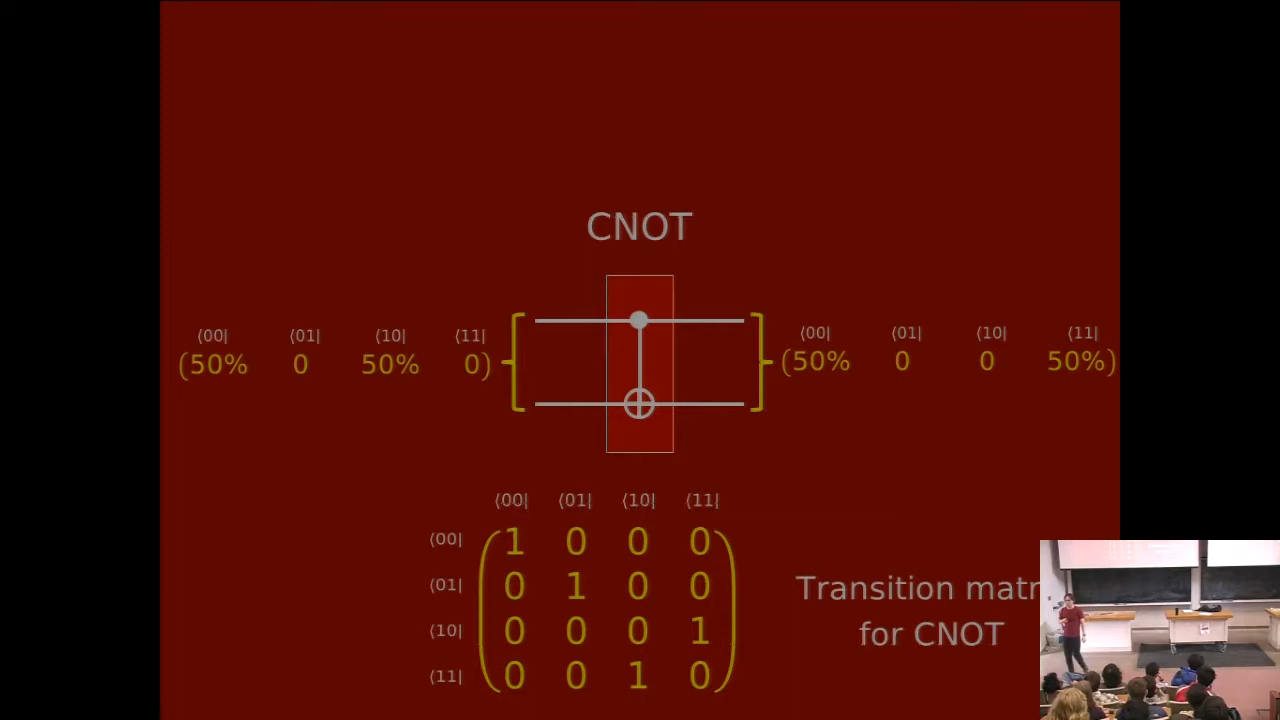 CNOT
⟨00| ⟨01| ⟨10| ⟨11|
(50% 0 50% 0)
⟨00| ⟨01| ⟨10| ⟨11|
(50% 0 0 50%)
⟨00| ⟨01| ⟨10| ⟨11|
⟨00| 1 0 0 0
⟨01| 0 1 0 0
⟨10| 0 0 0 1
⟨11| 0 0 1 0
Transition matr
for CNOT